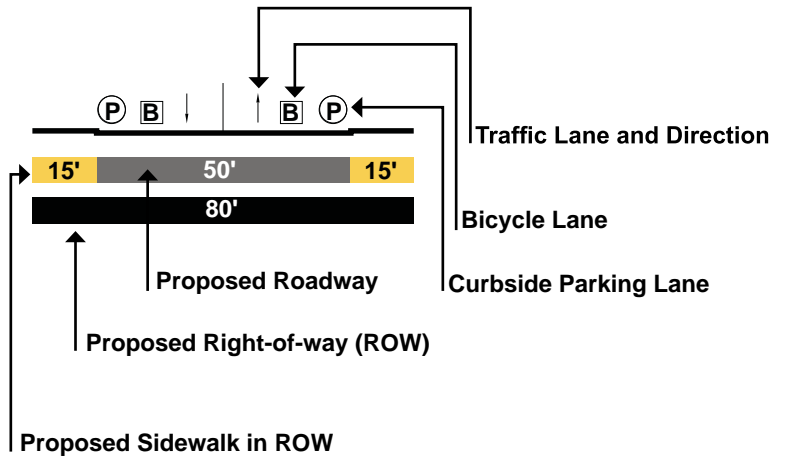 P B B P
Traffic Lane and Direction
15' 50' 15'
80'
Bicycle Lane
Proposed Roadway
Curbside Parking Lane
Proposed Right-of-way (ROW)
Proposed Sidewalk in ROW